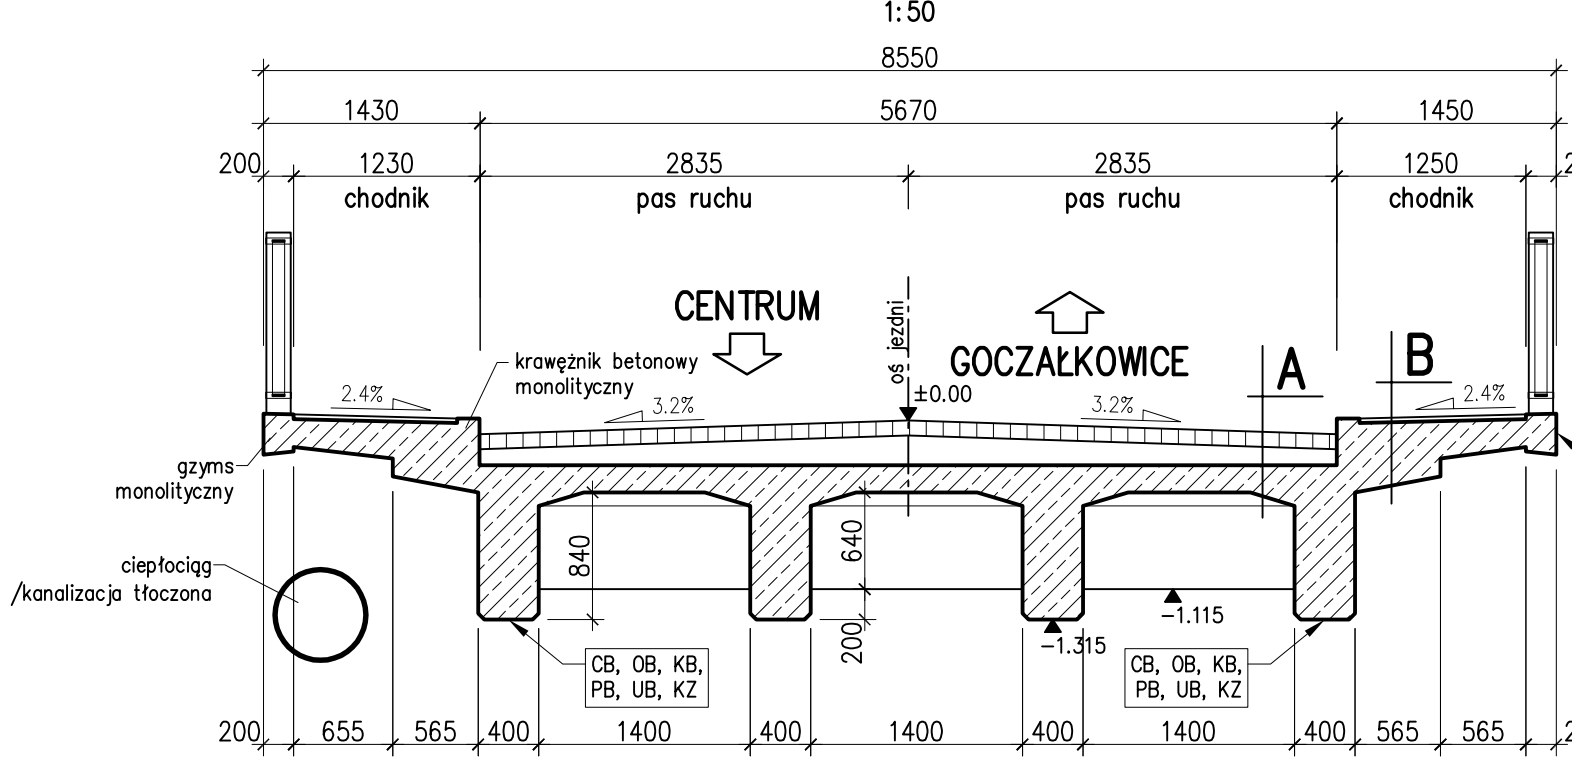 1:50
8550
1430 5670 1450
200 1230 2835 2835 1250
chodnik pas ruchu pas ruchu chodnik
CENTRUM
oś jezdni
GOCZAŁKOWICE
A
B
krawężnik betonowy
monolityczny
±0.00
2.4%
3.2%
3.2%
2.4%
gzyms
monolityczny
840
640
200
ciepłociąg
/kanalizacja tłoczona
-1.115
-1.315
CB, OB, KB,
PB, UB, KZ
CB, OB, KB,
PB, UB, KZ
200 655 565 400 1400 400 1400 400 1400 400 565 565